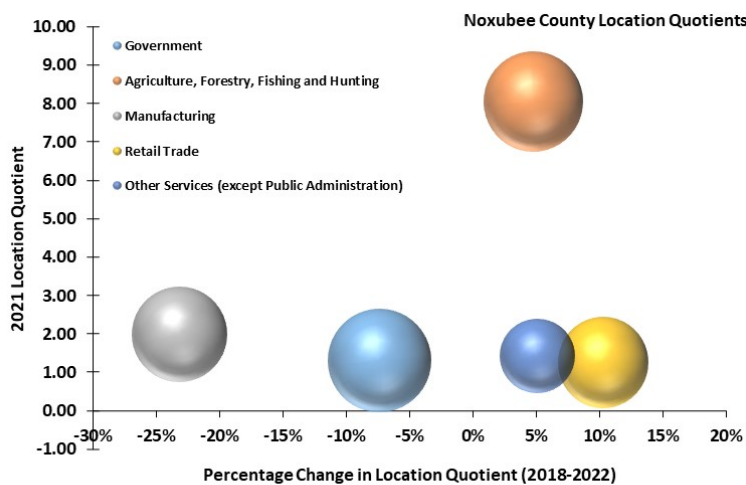 Noxubee County Location Quotients
10.00
9.00
8.00
7.00
6.00
5.00
4.00
3.00
2.00
1.00
0.00
-1.00
Government
Agriculture, Forestry, Fishing and Hunting
Manufacturing
Retail Trade
Other Services (except Public Administration)
2021 Location Quotient
-30% -25% -20% -15% -10% -5% 0% 5% 10% 15% 20%
Percentage Change in Location Quotient (2018-2022)